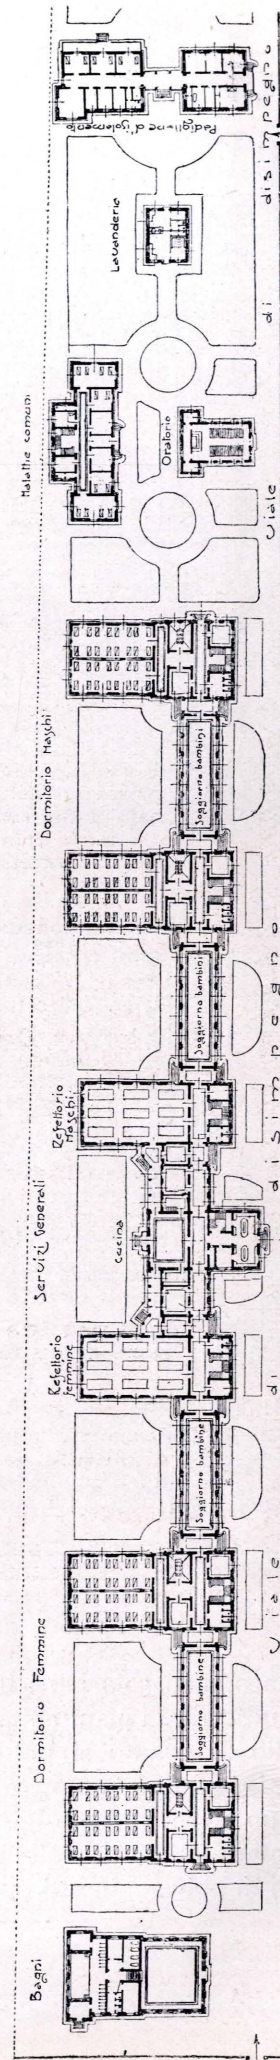 Padiglione d'isolamento
Lavanderia
Malattie comuni
Oratorio
Viale di disimpegno
Dormitorio Maschi
Soggiorno bambini
Soggiorno bambini
Refettorio
Maschi
Servizi Generali
Cucina
Refettorio
femmine
Soggiorno bambine
Dormitorio Femmine
Soggiorno bambine
Viale di disimpegno
Bagni